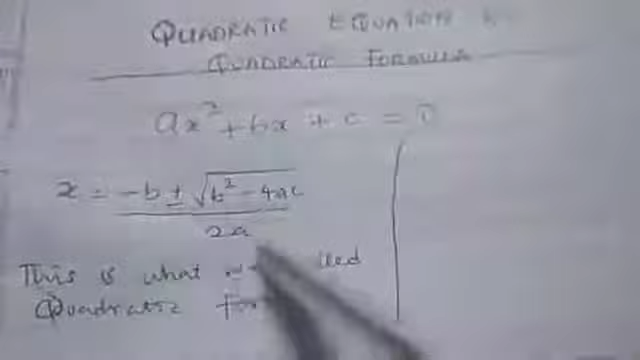 QUADRATIC EQUATION
QUADRATIC FORMULA
ax² + bx + c = 0
x = -b ± √b² - 4ac
2a
This is what
Quadratic